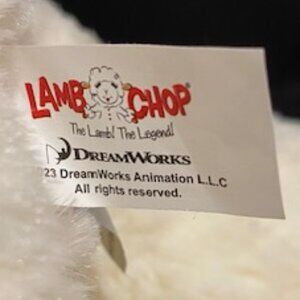 LAMB CHOP®
The Lamb! The Legend!
DREAMWORKS
23 DreamWorks Animation L.L.C
All rights reserved.